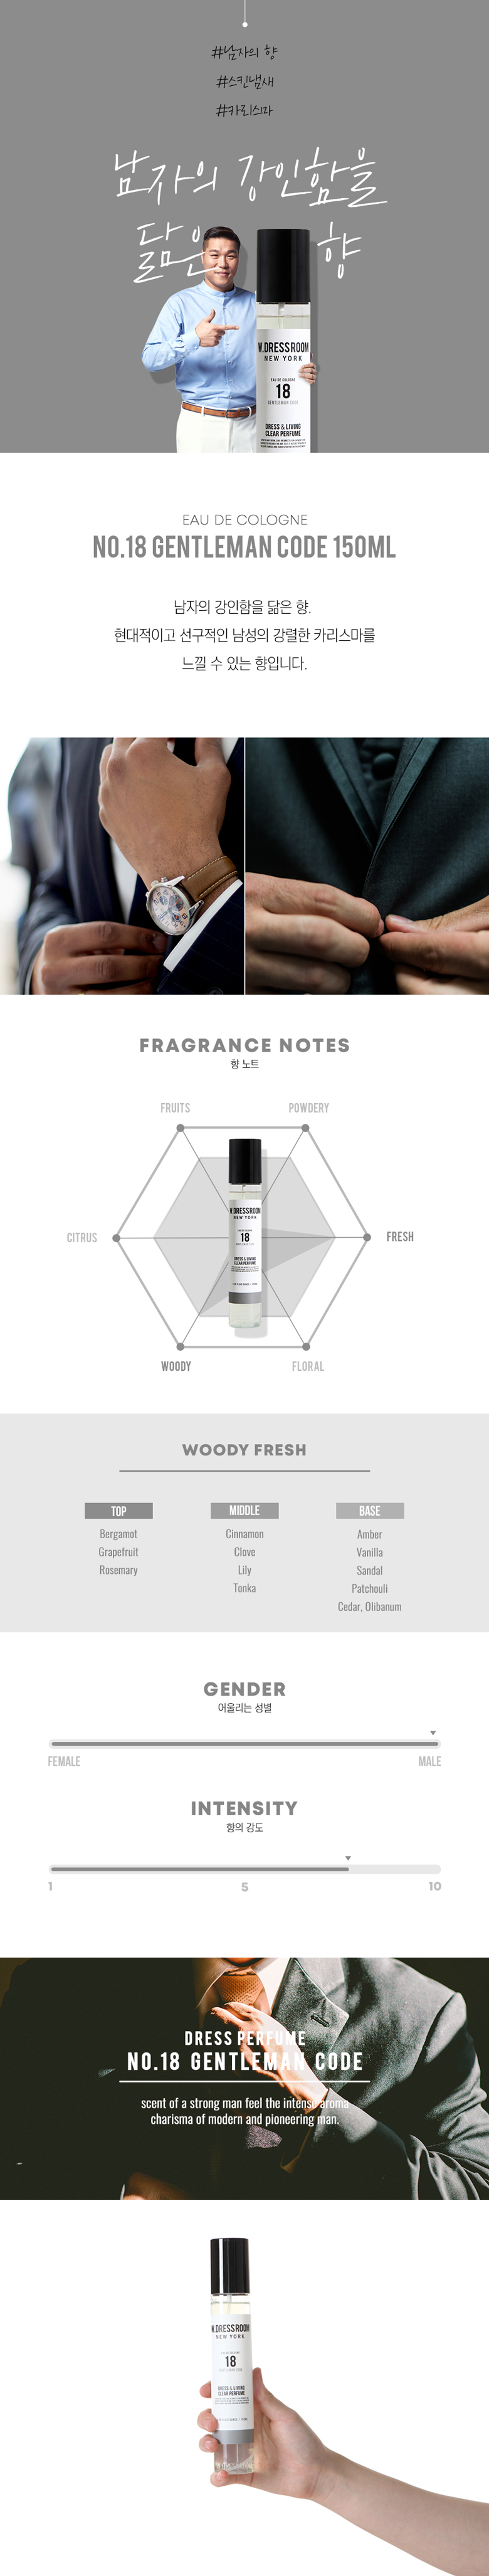 #남자의 향
#스킨냄새
#카리스마
남자의 강인함을
닮은 향
W.DRESSROOM
NEW YORK
EAU DE COLOGNE
18
GENTLEMAN CODE
DRESS & LIVING
CLEAR PERFUME
EAU DE COLOGNE
NO.18 GENTLEMAN CODE 150ML
남자의 강인함을 닮은 향.
현대적이고 선구적인 남성의 강렬한 카리스마를
느낄 수 있는 향입니다.
FRAGRANCE NOTES
향 노트
FRUITS
POWDERY
CITRUS
FRESH
WOODY
FLORAL
W.DRESSROOM
NEW YORK
18
DRESS & LIVING
CLEAR PERFUME
WOODY FRESH
TOP
Bergamot
Grapefruit
Rosemary
MIDDLE
Cinnamon
Clove
Lily
Tonka
BASE
Amber
Vanilla
Sandal
Patchouli
Cedar, Olibanum
GENDER
어울리는 성별
FEMALE
MALE
INTENSITY
향의 강도
1
5
10
DRESS PERFUME
NO.18 GENTLEMAN CODE
scent of a strong man feel the intense aroma
charisma of modern and pioneering man.
W.DRESSROOM
NEW YORK
18
DRESS & LIVING
CLEAR PERFUME